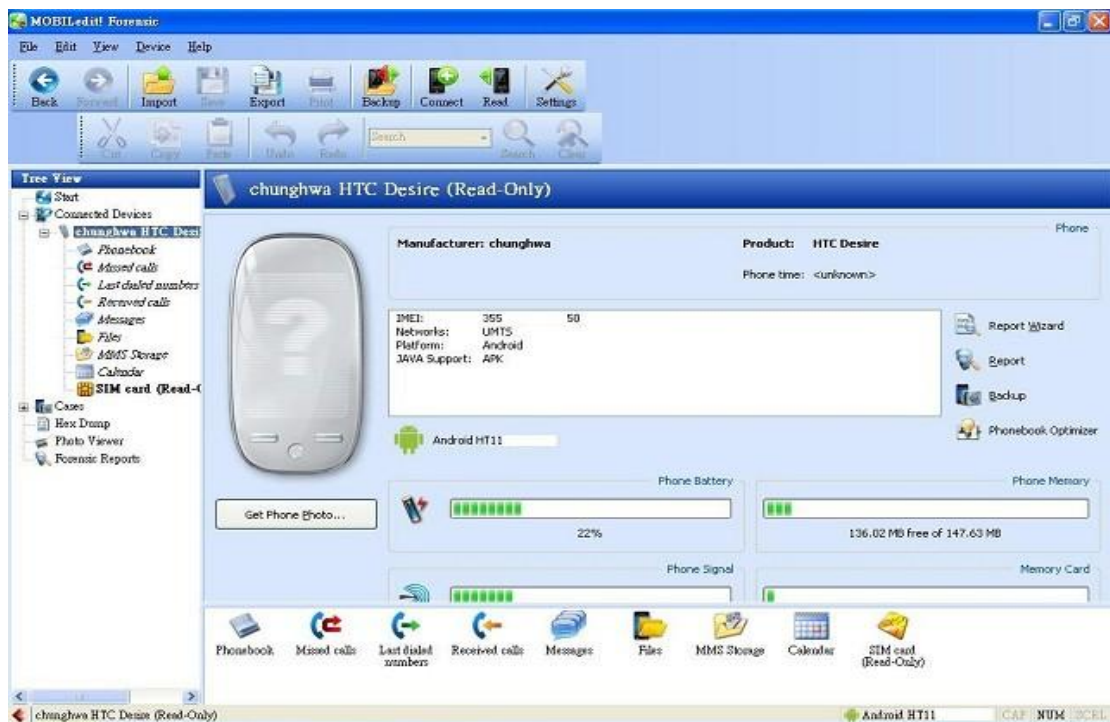 MOBILedit! Forensic
File Edit View Device Help
Back Forward Import Save Export Print Backup Connect Read Settings
Cut Copy Paste Undo Redo Search Search Clear
Tree View
Start
Connected Devices
chunghwa HTC Desi
Phonebook
Missed calls
Last dialed numbers
Received calls
Messages
Files
MMS Storage
Calendar
SIM card (Read-O
Cases
Hex Dump
Photo Viewer
Forensic Reports
chunghwa HTC Desire (Read-Only)
Phone
Manufacturer: chunghwa Product: HTC Desire
Phone time: <unknown>
IMEI: 355 50
Networks: UMTS
Platform: Android
JAVA Support: APK
Report Wizard
Report
Backup
Phonebook Optimizer
Android HT11
Get Phone Photo...
Phone Battery
22%
Phone Memory
136.02 MB free of 147.63 MB
Phone Signal
Memory Card
Phonebook Missed calls Last dialed numbers Received calls Messages Files MMS Storage Calendar SIM card (Read-Only)
chunghwa HTC Desire (Read-Only) Android HT11 CAP NUM SCRL